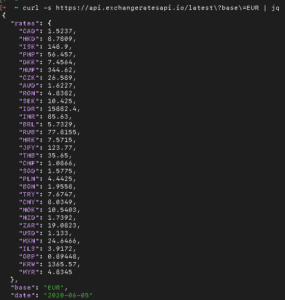 ~ curl -s https://api.exchangeratesapi.io/latest\?base\=EUR | jq
{
"rates": {
"CAD": 1.5237,
"HKD": 8.7809,
"ISK": 148.9,
"PHP": 56.457,
"DKK": 7.4564,
"HUF": 344.62,
"CZK": 26.589,
"AUD": 1.6227,
"RON": 4.8382,
"SEK": 10.425,
"IDR": 15882.4,
"INR": 85.63,
"BRL": 5.7329,
"RUB": 77.8155,
"HRK": 7.5715,
"JPY": 123.77,
"THB": 35.65,
"CHF": 1.0866,
"SGD": 1.5775,
"PLN": 4.4425,
"BGN": 1.9558,
"TRY": 7.6747,
"CNY": 8.0349,
"NOK": 10.5403,
"NZD": 1.7392,
"ZAR": 19.0823,
"USD": 1.133,
"MXN": 24.6466,
"ILS": 3.9172,
"GBP": 0.89448,
"KRW": 1365.57,
"MYR": 4.8345
},
"base": "EUR",
"date": "2020-06-05"